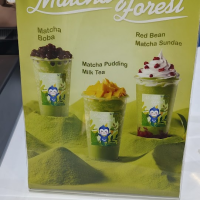 Matcha Forest
Matcha
Boba
Red Bean
Matcha Sundae
Matcha Pudding
Milk Tea